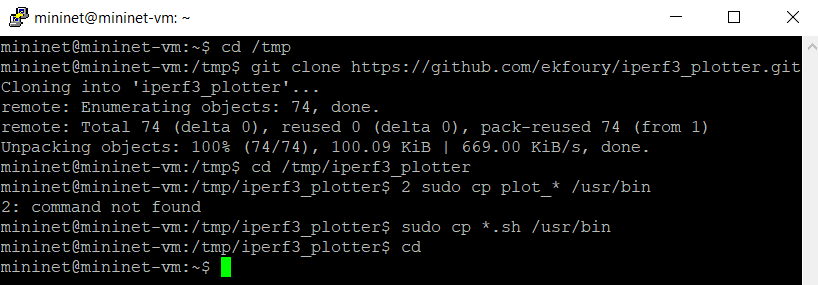 mininet@mininet-vm: ~
mininet@mininet-vm:~$ cd /tmp
mininet@mininet-vm:/tmp$ git clone https://github.com/ekfoury/iperf3_plotter.git
Cloning into 'iperf3_plotter'...
remote: Enumerating objects: 74, done.
remote: Total 74 (delta 0), reused 0 (delta 0), pack-reused 74 (from 1)
Unpacking objects: 100% (74/74), 100.09 KiB | 669.00 KiB/s, done.
mininet@mininet-vm:/tmp$ cd /tmp/iperf3_plotter
mininet@mininet-vm:/tmp/iperf3_plotter$ 2 sudo cp plot_* /usr/bin
2: command not found
mininet@mininet-vm:/tmp/iperf3_plotter$ sudo cp *.sh /usr/bin
mininet@mininet-vm:/tmp/iperf3_plotter$ cd
mininet@mininet-vm:~$